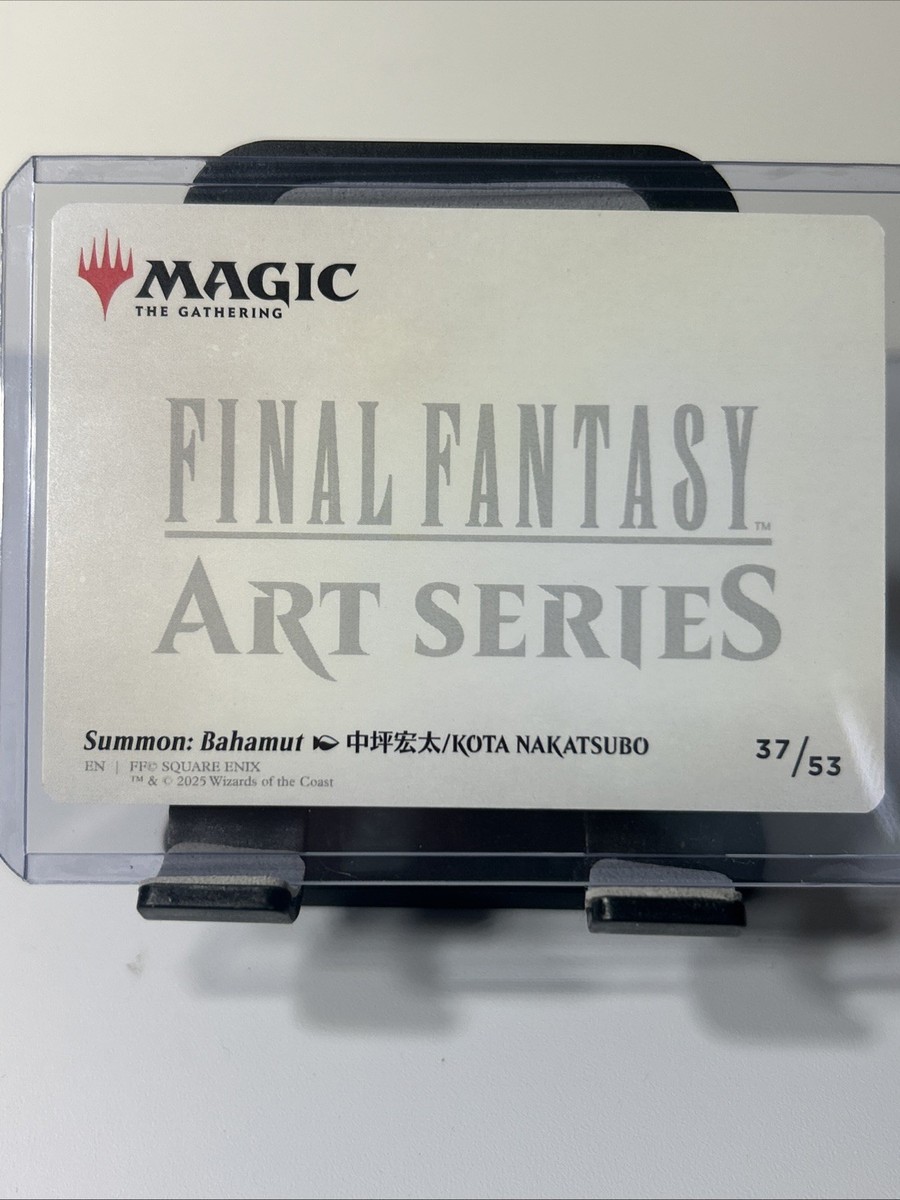 MAGIC
THE GATHERING
FINAL FANTASY™
ART SERIES
Summon: Bahamut 中坪宏太/KOTA NAKATSUBO
37/53
EN | FF© SQUARE ENIX
™ & © 2025 Wizards of the Coast